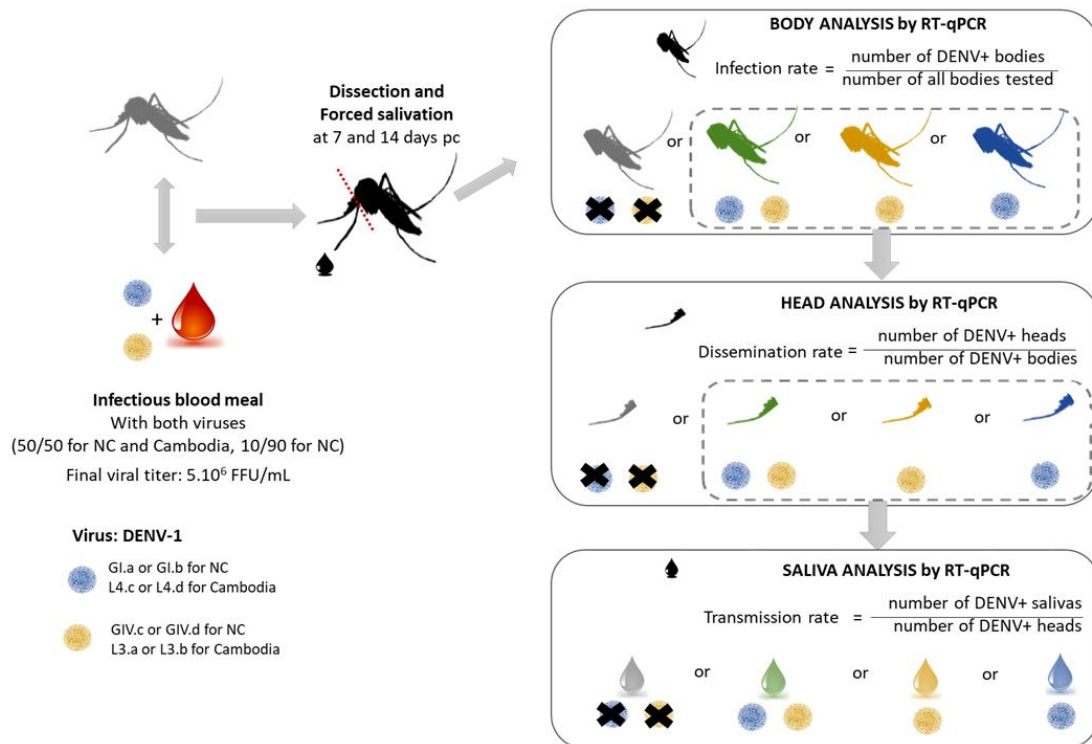 Dissection and
Forced salivation
at 7 and 14 days pc
+
Infectious blood meal
With both viruses
(50/50 for NC and Cambodia, 10/90 for NC)
Final viral titer: 5.10⁶ FFU/mL
Virus: DENV-1
GI.a or GI.b for NC
L4.c or L4.d for Cambodia
GIV.c or GIV.d for NC
L3.a or L3.b for Cambodia
BODY ANALYSIS by RT-qPCR
Infection rate = number of DENV+ bodies
number of all bodies tested
or or or
HEAD ANALYSIS by RT-qPCR
Dissemination rate = number of DENV+ heads
number of DENV+ bodies
or or or
SALIVA ANALYSIS by RT-qPCR
Transmission rate = number of DENV+ salivas
number of DENV+ heads
or or or